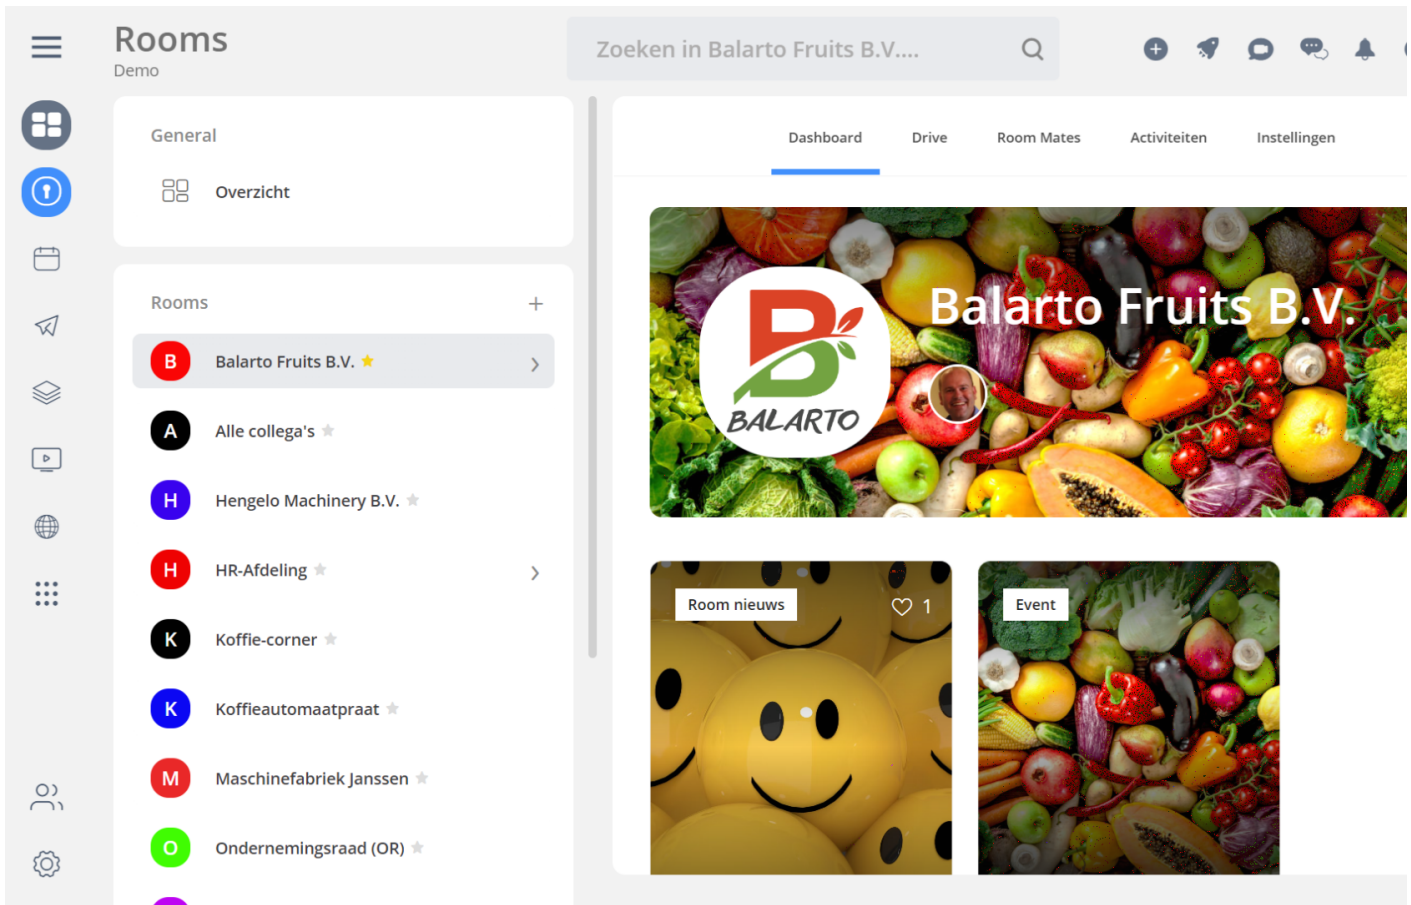 Rooms
Demo
Zoeken in Balarto Fruits B.V....
General
Overzicht
Rooms
B Balarto Fruits B.V.
A Alle collega's
H Hengelo Machinery B.V.
H HR-Afdeling
K Koffie-corner
K Koffieautomaatpraat
M Maschinefabriek Janssen
O Ondernemingsraad (OR)
Dashboard Drive Room Mates Activiteiten Instellingen
Balarto Fruits B.V.
B
BALARTO
Room nieuws 1
Event